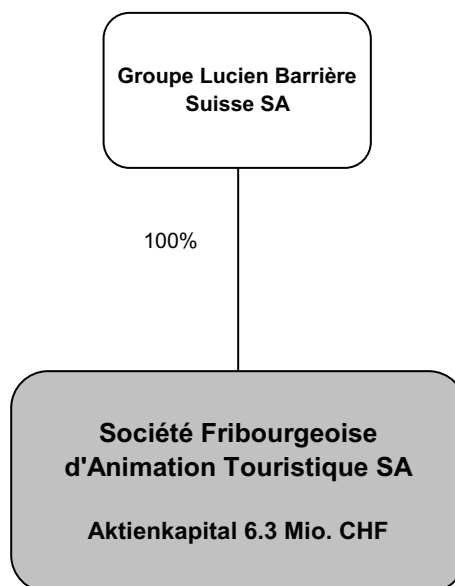 Groupe Lucien Barrière
Suisse SA
100%
Société Fribourgeoise
d'Animation Touristique SA
Aktienkapital 6.3 Mio. CHF